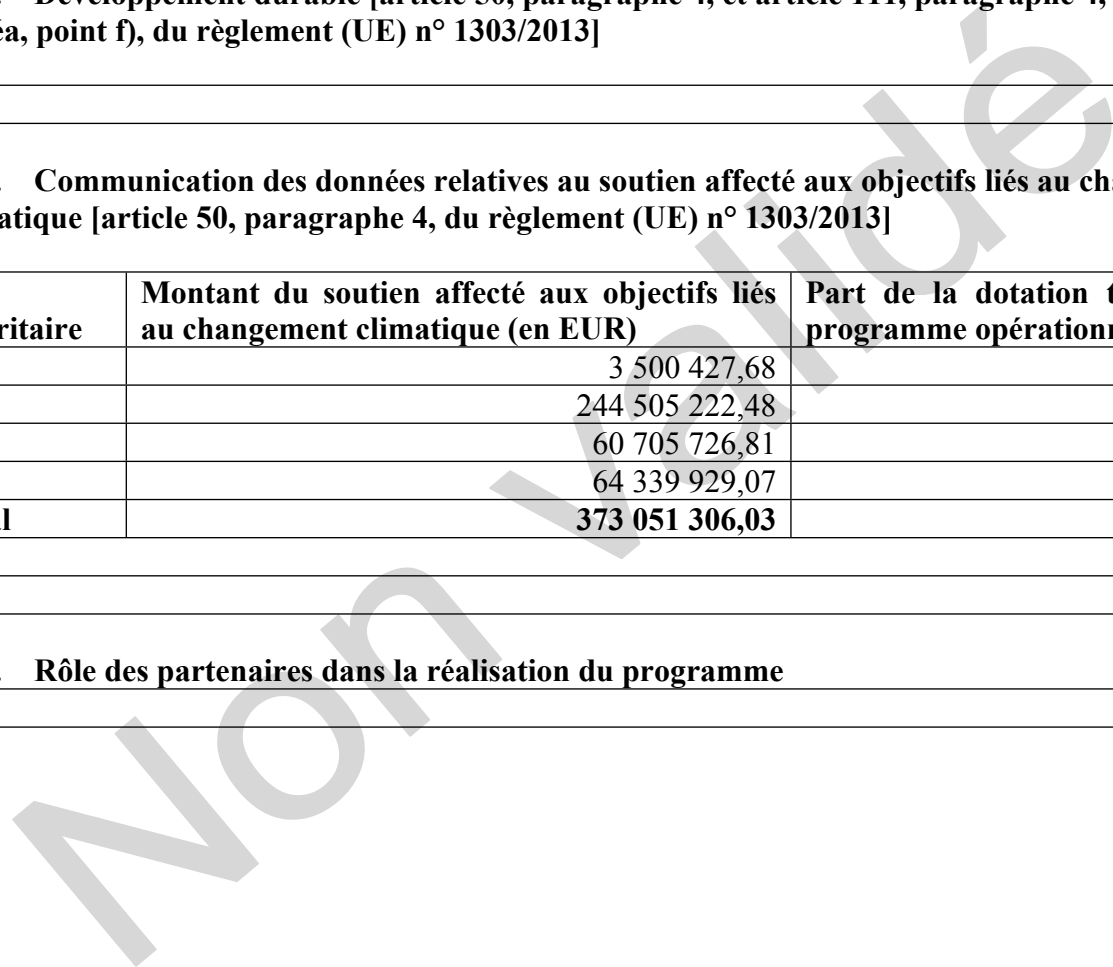 Développement durable [article 50, paragraphe 4, et article 111, paragraphe 4,
éa, point f), du règlement (UE) n° 1303/2013]
. Communication des données relatives au soutien affecté aux objectifs liés au cha
atique [article 50, paragraphe 4, du règlement (UE) n° 1303/2013]
ritaire Montant du soutien affecté aux objectifs liés au changement climatique (en EUR) Part de la dotation t
programme opérationn
3 500 427,68
244 505 222,48
60 705 726,81
64 339 929,07
l 373 051 306,03
. Rôle des partenaires dans la réalisation du programme
Non validé